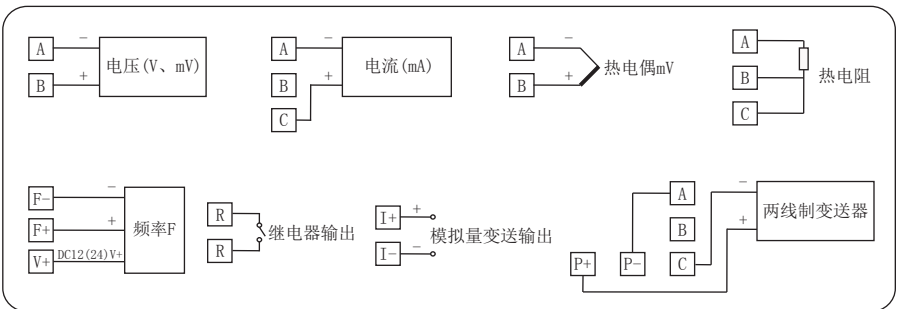 A
−
B
+
电压(V、mV)
A
−
B
+
C
电流(mA)
A
−
B
+
热电偶mV
A
B
C
热电阻
F-
−
F+
+
V+
DC12(24)V+
频率F
R
R
继电器输出
I+
+
I-
−
模拟量变送输出
P+
P-
A
B
C
−
+
两线制变送器